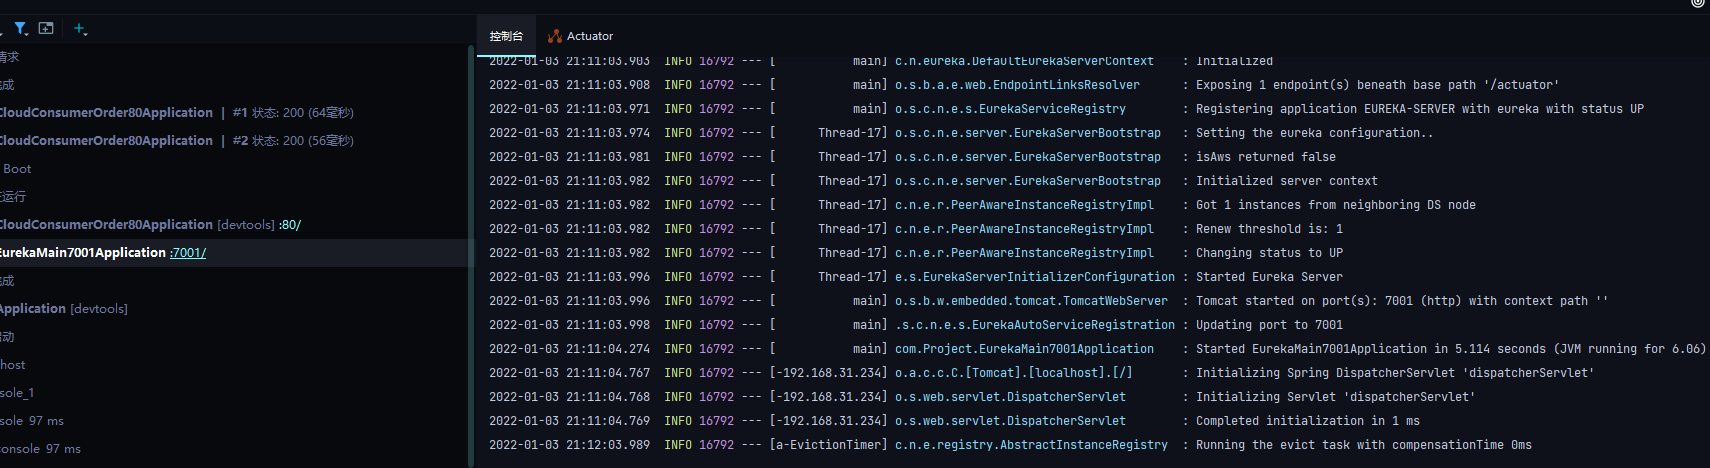 控制台 Actuator
请求
完成
CloudConsumerOrder80Application | #1 状态: 200 (64毫秒)
CloudConsumerOrder80Application | #2 状态: 200 (56毫秒)
Boot
运行
CloudConsumerOrder80Application [devtools] :80/
EurekaMain7001Application :7001/
完成
Application [devtools]
启动
host
sole_1
sole 97 ms
console 97 ms
2022-01-03 21:11:03.903 INFO 16792 --- [ main] c.n.eureka.DefaultEurekaServerContext : Initialized
2022-01-03 21:11:03.908 INFO 16792 --- [ main] o.s.b.a.e.web.EndpointLinksResolver : Exposing 1 endpoint(s) beneath base path '/actuator'
2022-01-03 21:11:03.971 INFO 16792 --- [ main] o.s.c.n.e.s.EurekaServiceRegistry : Registering application EUREKA-SERVER with eureka with status UP
2022-01-03 21:11:03.974 INFO 16792 --- [ Thread-17] o.s.c.n.e.server.EurekaServerBootstrap : Setting the eureka configuration..
2022-01-03 21:11:03.981 INFO 16792 --- [ Thread-17] o.s.c.n.e.server.EurekaServerBootstrap : isAws returned false
2022-01-03 21:11:03.982 INFO 16792 --- [ Thread-17] o.s.c.n.e.server.EurekaServerBootstrap : Initialized server context
2022-01-03 21:11:03.982 INFO 16792 --- [ Thread-17] c.n.e.r.PeerAwareInstanceRegistryImpl : Got 1 instances from neighboring DS node
2022-01-03 21:11:03.982 INFO 16792 --- [ Thread-17] c.n.e.r.PeerAwareInstanceRegistryImpl : Renew threshold is: 1
2022-01-03 21:11:03.982 INFO 16792 --- [ Thread-17] c.n.e.r.PeerAwareInstanceRegistryImpl : Changing status to UP
2022-01-03 21:11:03.996 INFO 16792 --- [ Thread-17] e.s.EurekaServerInitializerConfiguration : Started Eureka Server
2022-01-03 21:11:03.996 INFO 16792 --- [ main] o.s.b.w.embedded.tomcat.TomcatWebServer : Tomcat started on port(s): 7001 (http) with context path ''
2022-01-03 21:11:03.998 INFO 16792 --- [ main] .s.c.n.e.s.EurekaAutoServiceRegistration : Updating port to 7001
2022-01-03 21:11:04.274 INFO 16792 --- [ main] com.Project.EurekaMain7001Application : Started EurekaMain7001Application in 5.114 seconds (JVM running for 6.06)
2022-01-03 21:11:04.767 INFO 16792 --- [-192.168.31.234] o.a.c.c.C.[Tomcat].[localhost].[/] : Initializing Spring DispatcherServlet 'dispatcherServlet'
2022-01-03 21:11:04.768 INFO 16792 --- [-192.168.31.234] o.s.web.servlet.DispatcherServlet : Initializing Servlet 'dispatcherServlet'
2022-01-03 21:11:04.769 INFO 16792 --- [-192.168.31.234] o.s.web.servlet.DispatcherServlet : Completed initialization in 1 ms
2022-01-03 21:12:03.989 INFO 16792 --- [a-EvictionTimer] c.n.e.registry.AbstractInstanceRegistry : Running the evict task with compensationTime 0ms